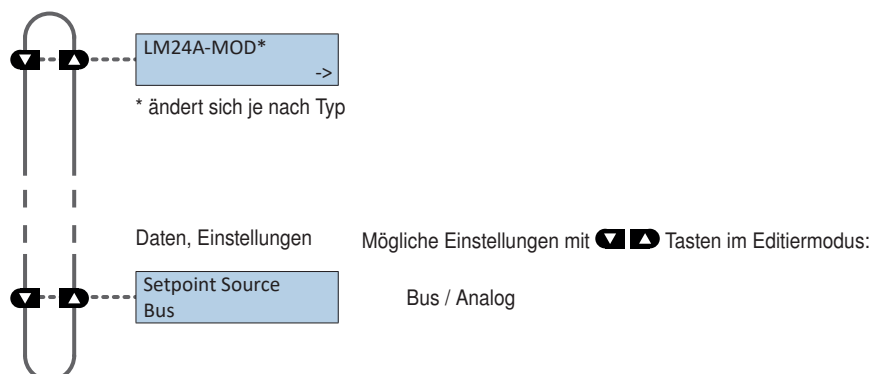 LM24A-MOD*
->
* ändert sich je nach Typ
Daten, Einstellungen
Mögliche Einstellungen mit Tasten im Editiermodus:
Setpoint Source
Bus
Bus / Analog